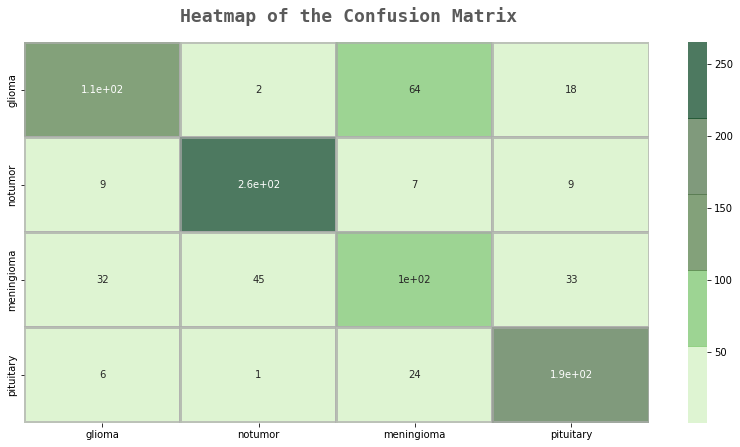 Heatmap of the Confusion Matrix
glioma 1.1e+02 2 64 18
notumor 9 2.6e+02 7 9
meningioma 32 45 1e+02 33
pituitary 6 1 24 1.9e+02
glioma notumor meningioma pituitary
250
200
150
100
50